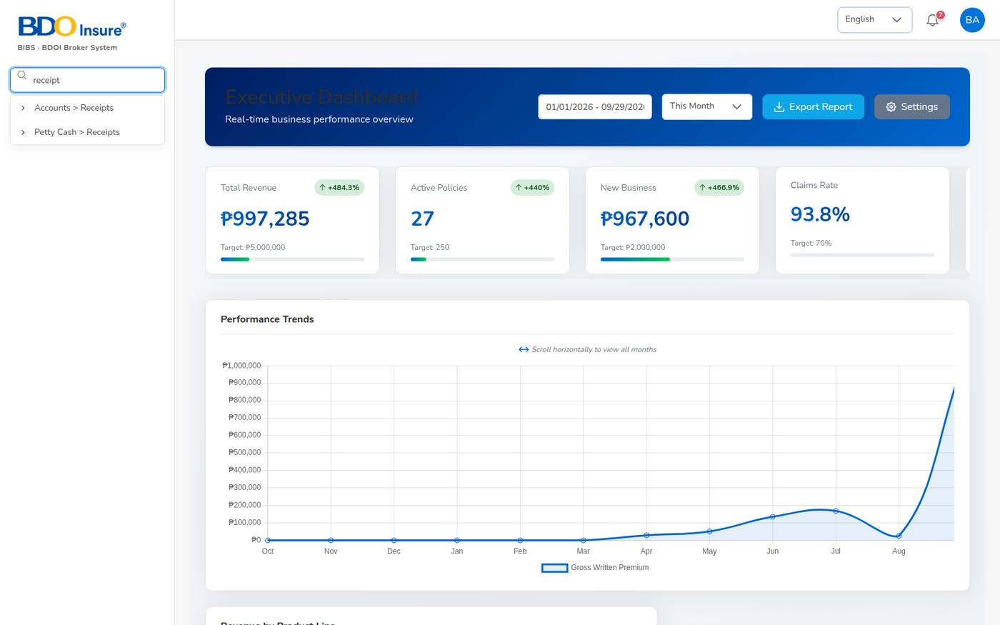 BDO Insure®
BIBS · BDOI Broker System
receipt
Accounts > Receipts
Petty Cash > Receipts
English
7
BA
Executive Dashboard
Real-time business performance overview
01/01/2026 - 09/29/2026
This Month
Export Report
Settings
Total Revenue
+484.3%
₱997,285
Target: ₱5,000,000
Active Policies
+440%
27
Target: 250
New Business
+466.9%
₱967,600
Target: ₱2,000,000
Claims Rate
93.8%
Target: 70%
Performance Trends
Scroll horizontally to view all months
₱1,000,000
₱900,000
₱800,000
₱700,000
₱600,000
₱500,000
₱400,000
₱300,000
₱200,000
₱100,000
₱0
Oct Nov Dec Jan Feb Mar Apr May Jun Jul Aug
Gross Written Premium
Revenue by Product Line